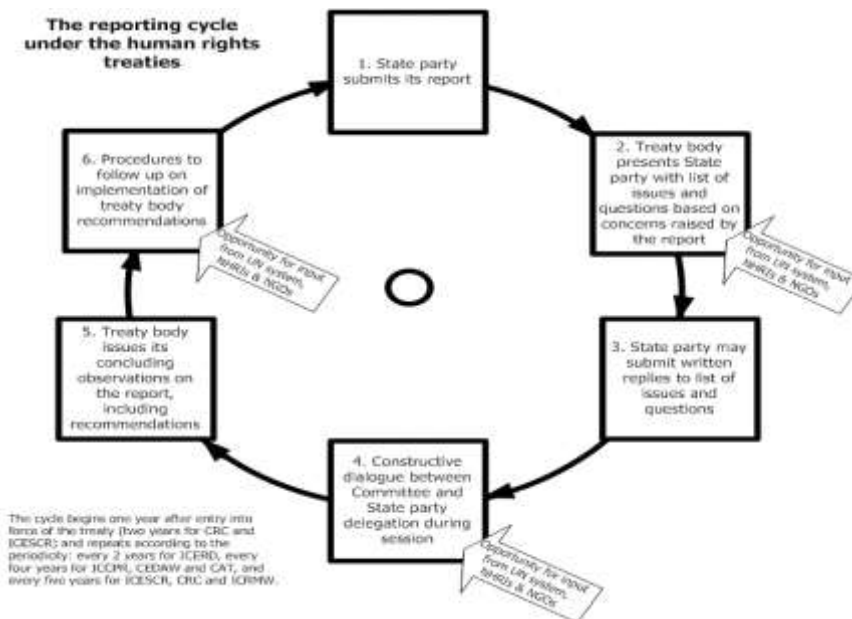 The reporting cycle
under the human rights
treaties
1. State party
submits its report
2. Treaty body
presents State
party with list of
issues and
questions based on
concerns raised by
the report
Opportunity for input
from UN system,
NHRIs & NGOs
3. State party may
submit written
replies to list of
issues and
questions
4. Constructive
dialogue between
Committee and
State party
delegation during
session
Opportunity for input
from UN system,
NHRIs & NGOs
5. Treaty body
issues its
concluding
observations on
the report,
including
recommendations
6. Procedures to
follow up on
implementation of
treaty body
recommendations
Opportunity for input
from UN system,
NHRIs & NGOs
The cycle begins one year after entry into
force of the treaty (two years for CRC and
ICESCR) and repeats according to the
periodicity: every 2 years for ICERD, every
four years for ICCPR, CEDAW and CAT, and
every five years for ICESCR, CRC and ICRMW.